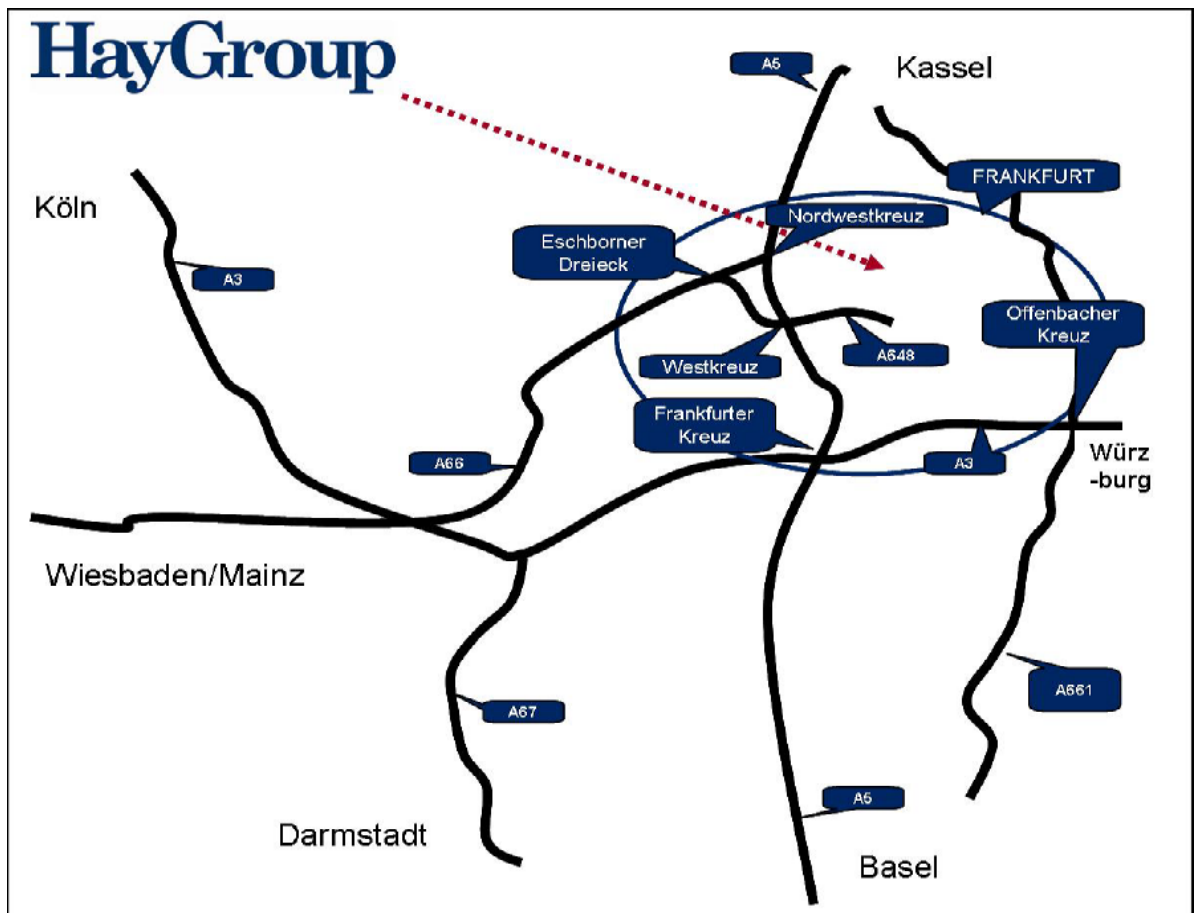 HayGroup
A5
Kassel
FRANKFURT
Köln
Nordwestkreuz
Eschborner
Dreieck
A3
Offenbacher
Kreuz
Westkreuz
A648
Frankfurter
Kreuz
A66
A3
Würz
-burg
Wiesbaden/Mainz
A661
A67
A5
Darmstadt
Basel